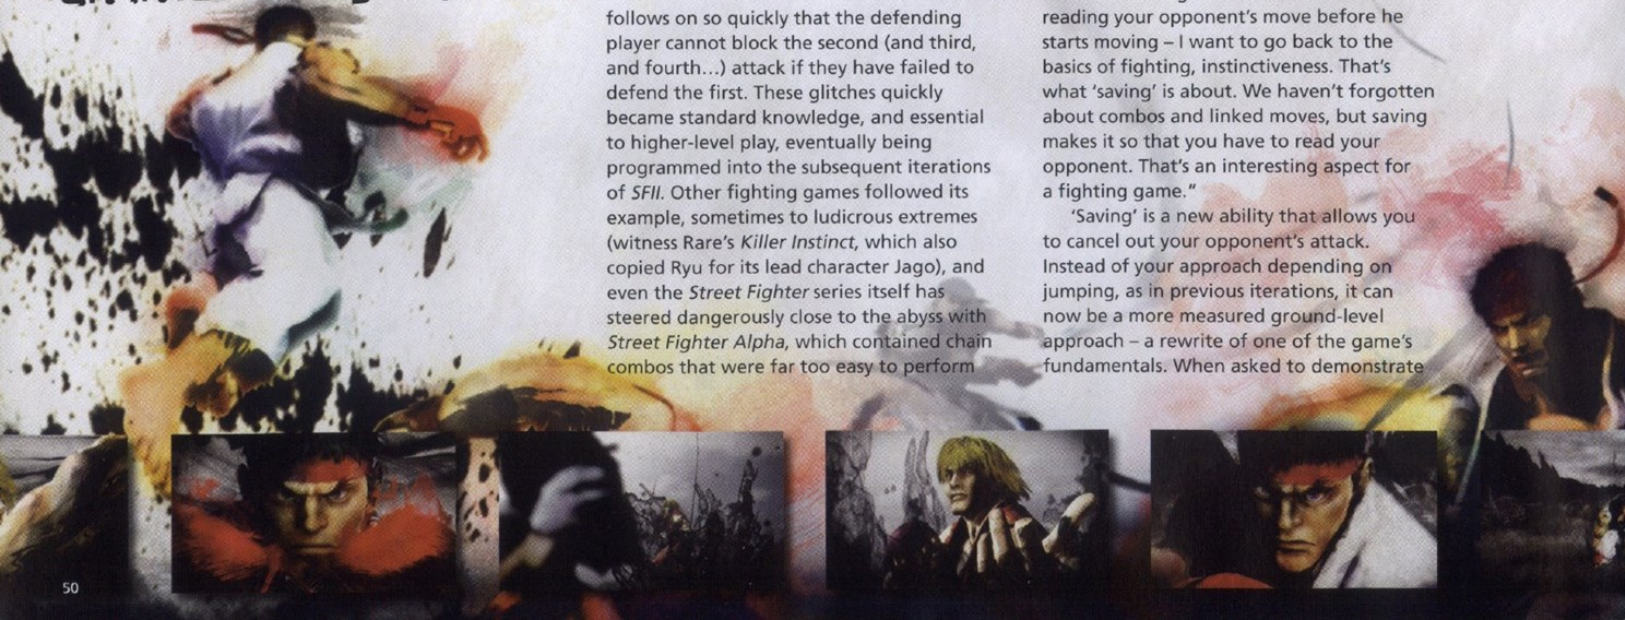 follows on so quickly that the defending
player cannot block the second (and third,
and fourth...) attack if they have failed to
defend the first. These glitches quickly
became standard knowledge, and essential
to higher-level play, eventually being
programmed into the subsequent iterations
of SFII. Other fighting games followed its
example, sometimes to ludicrous extremes
(witness Rare's Killer Instinct, which also
copied Ryu for its lead character Jago), and
even the Street Fighter series itself has
steered dangerously close to the abyss with
Street Fighter Alpha, which contained chain
combos that were far too easy to perform
reading your opponent's move before he
starts moving – I want to go back to the
basics of fighting, instinctiveness. That's
what 'saving' is about. We haven't forgotten
about combos and linked moves, but saving
makes it so that you have to read your
opponent. That's an interesting aspect for
a fighting game."
'Saving' is a new ability that allows you
to cancel out your opponent's attack.
Instead of your approach depending on
jumping, as in previous iterations, it can
now be a more measured ground-level
approach – a rewrite of one of the game's
fundamentals. When asked to demonstrate
50